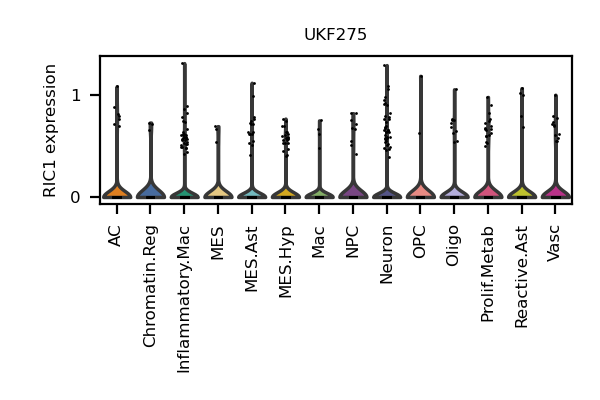 UKF275
RIC1 expression
1
0
AC
Chromatin.Reg
Inflammatory.Mac
MES
MES.Ast
MES.Hyp
Mac
NPC
Neuron
OPC
Oligo
Prolif.Metab
Reactive.Ast
Vasc